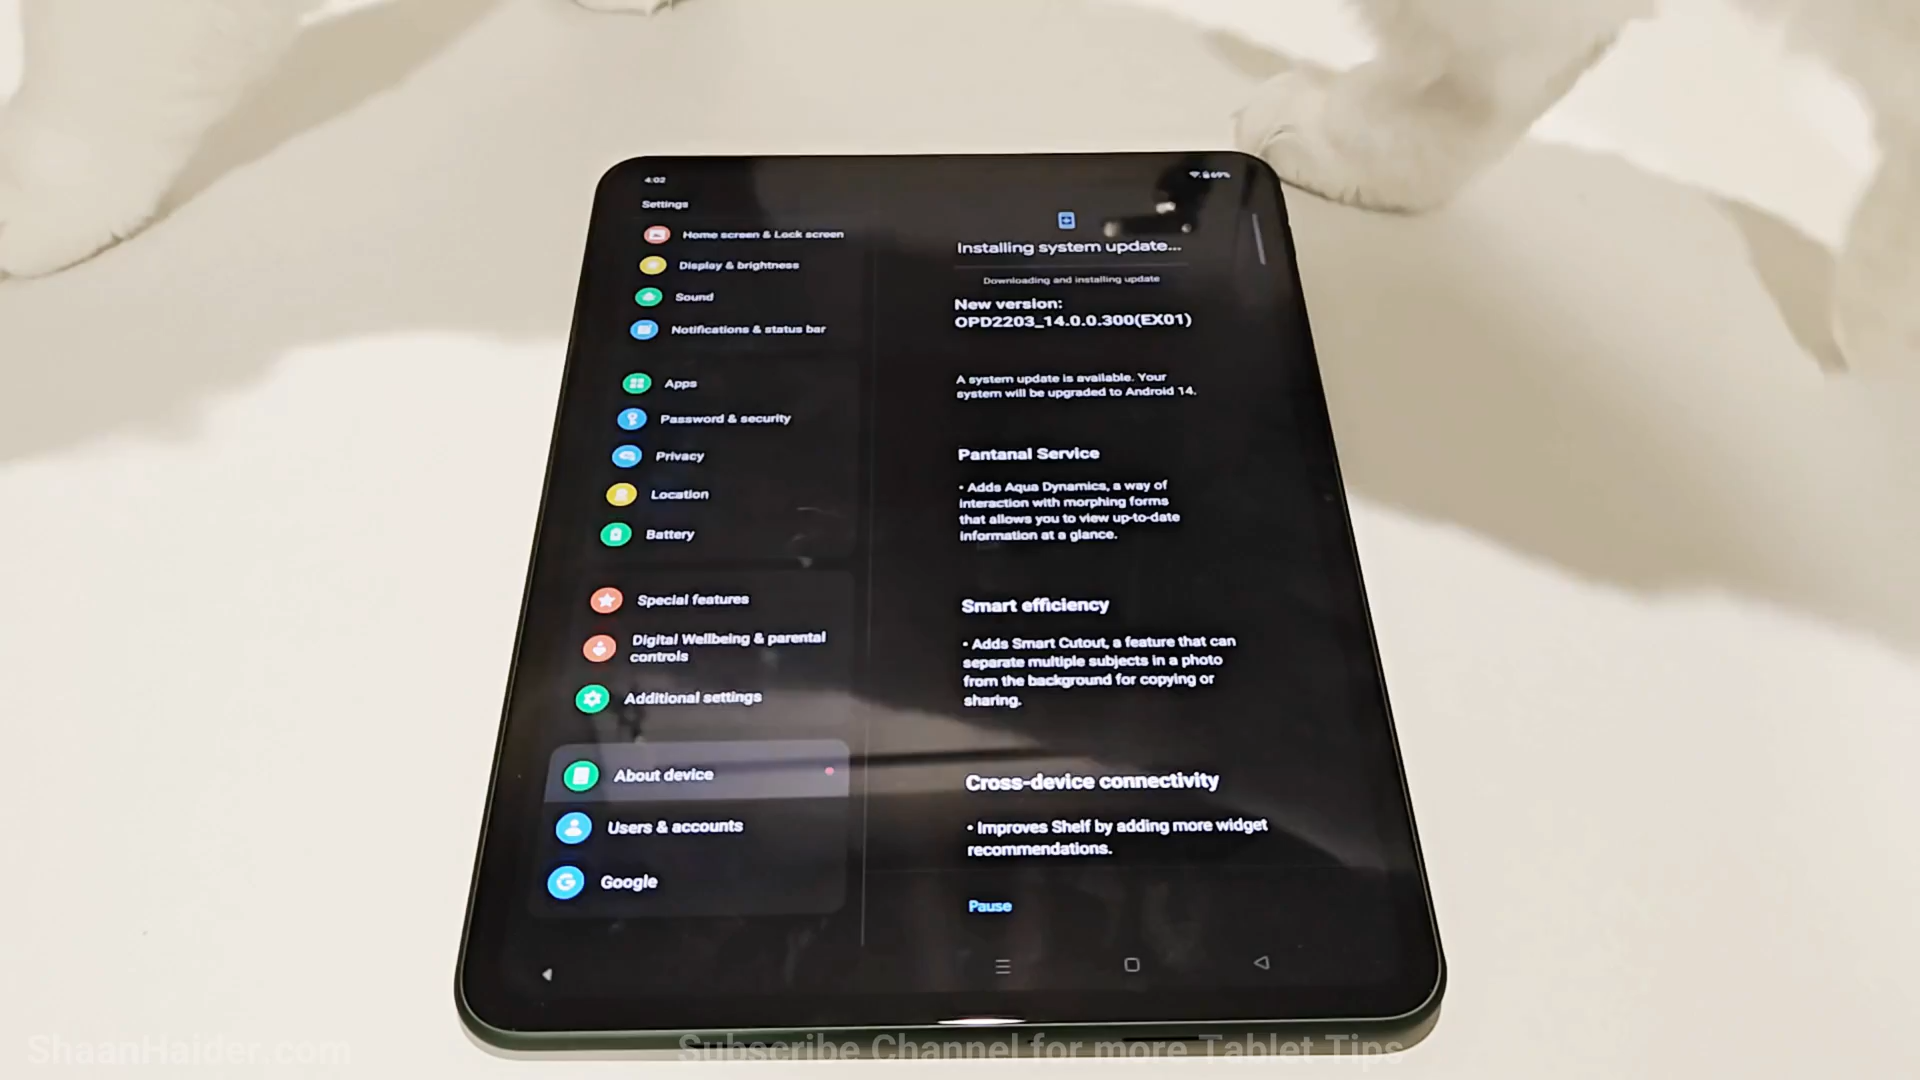 4:02
69%
Settings
Home screen & Lock screen
Display & brightness
Sound
Notifications & status bar
Apps
Password & security
Privacy
Location
Battery
Special features
Digital Wellbeing & parental
controls
Additional settings
About device
Users & accounts
Google
Installing system update...
Downloading and installing update
New version:
OPD2203_14.0.0.300(EX01)
A system update is available. Your
system will be upgraded to Android 14.
Pantanal Service
• Adds Aqua Dynamics, a way of
interaction with morphing forms
that allows you to view up-to-date
information at a glance.
Smart efficiency
• Adds Smart Cutout, a feature that can
separate multiple subjects in a photo
from the background for copying or
sharing.
Cross-device connectivity
• Improves Shelf by adding more widget
recommendations.
Pause
ShaanHaider.com
Subscribe Channel for more Tablet Tips